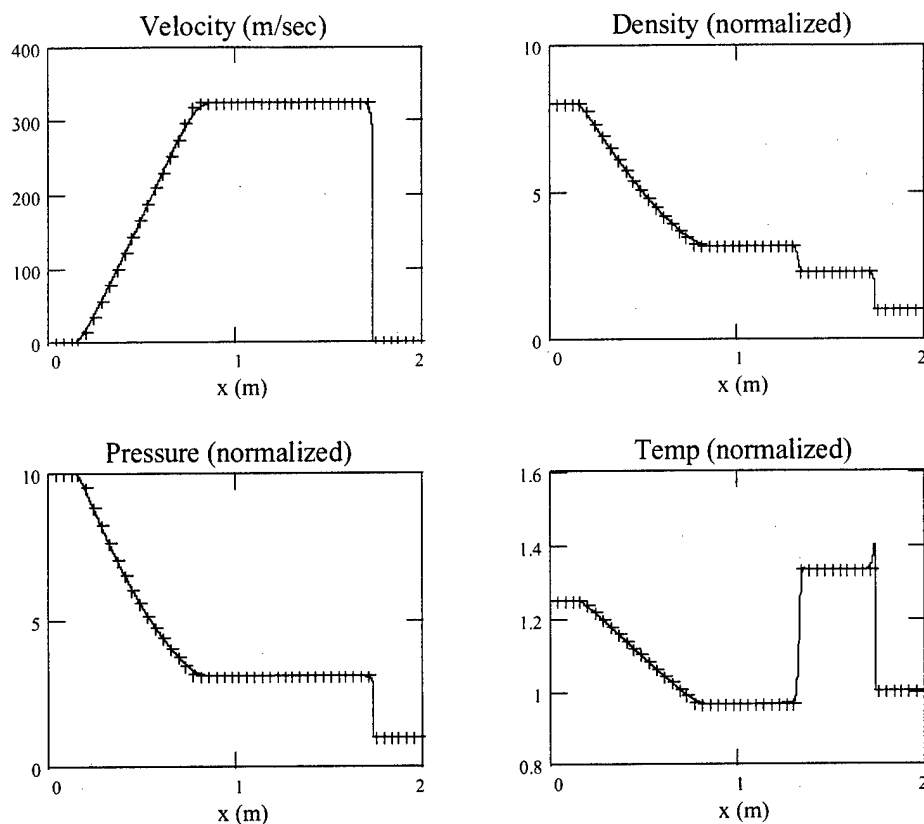 Velocity (m/sec)
400
300
200
100
0
0 1 2
x (m)
Density (normalized)
10
5
0
0 1 2
x (m)
Pressure (normalized)
10
5
0
0 1 2
x (m)
Temp (normalized)
1.6
1.4
1.2
1
0.8
0 1 2
x (m)